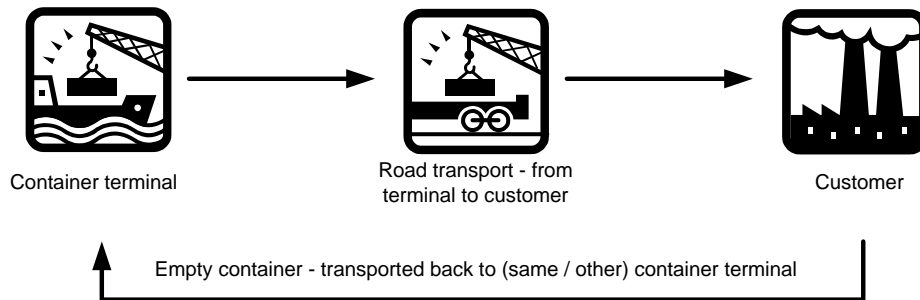 Container terminal
Road transport - from
terminal to customer
Customer
Empty container - transported back to (same / other) container terminal